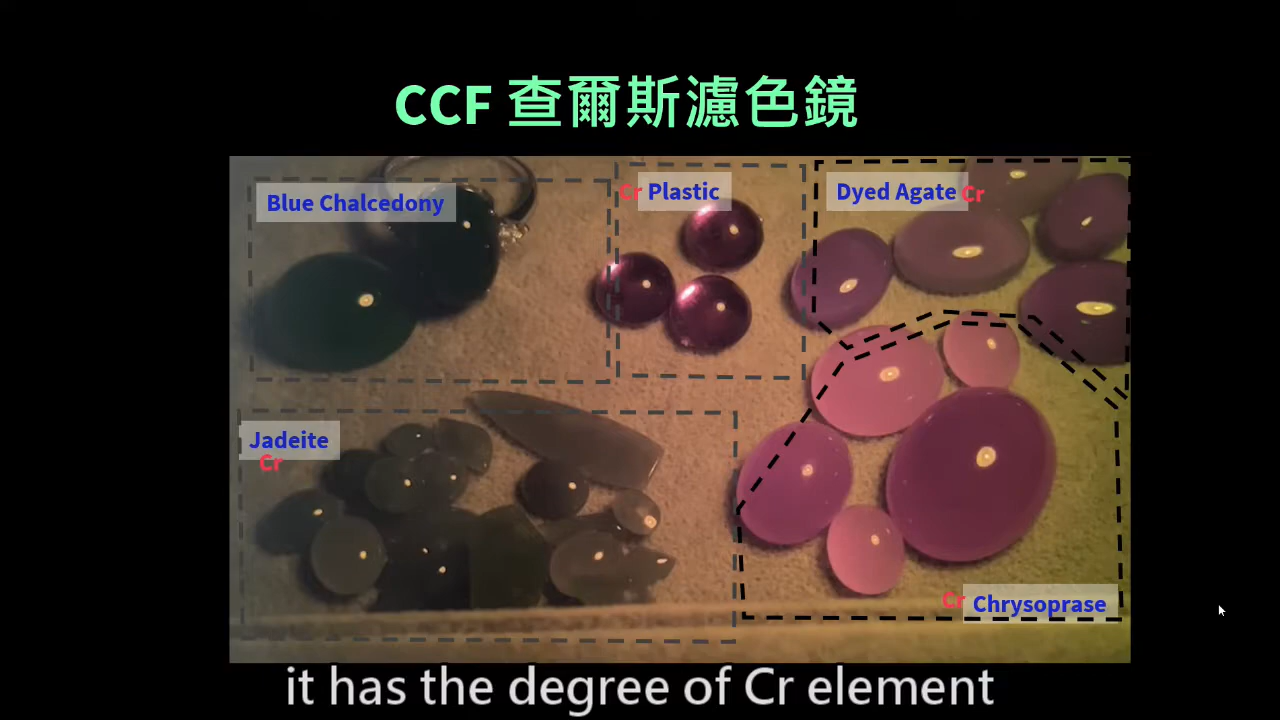 CCF 查爾斯濾色鏡
Blue Chalcedony
Cr Plastic
Dyed Agate Cr
Jadeite
Cr
Cr Chrysoprase
it has the degree of Cr element